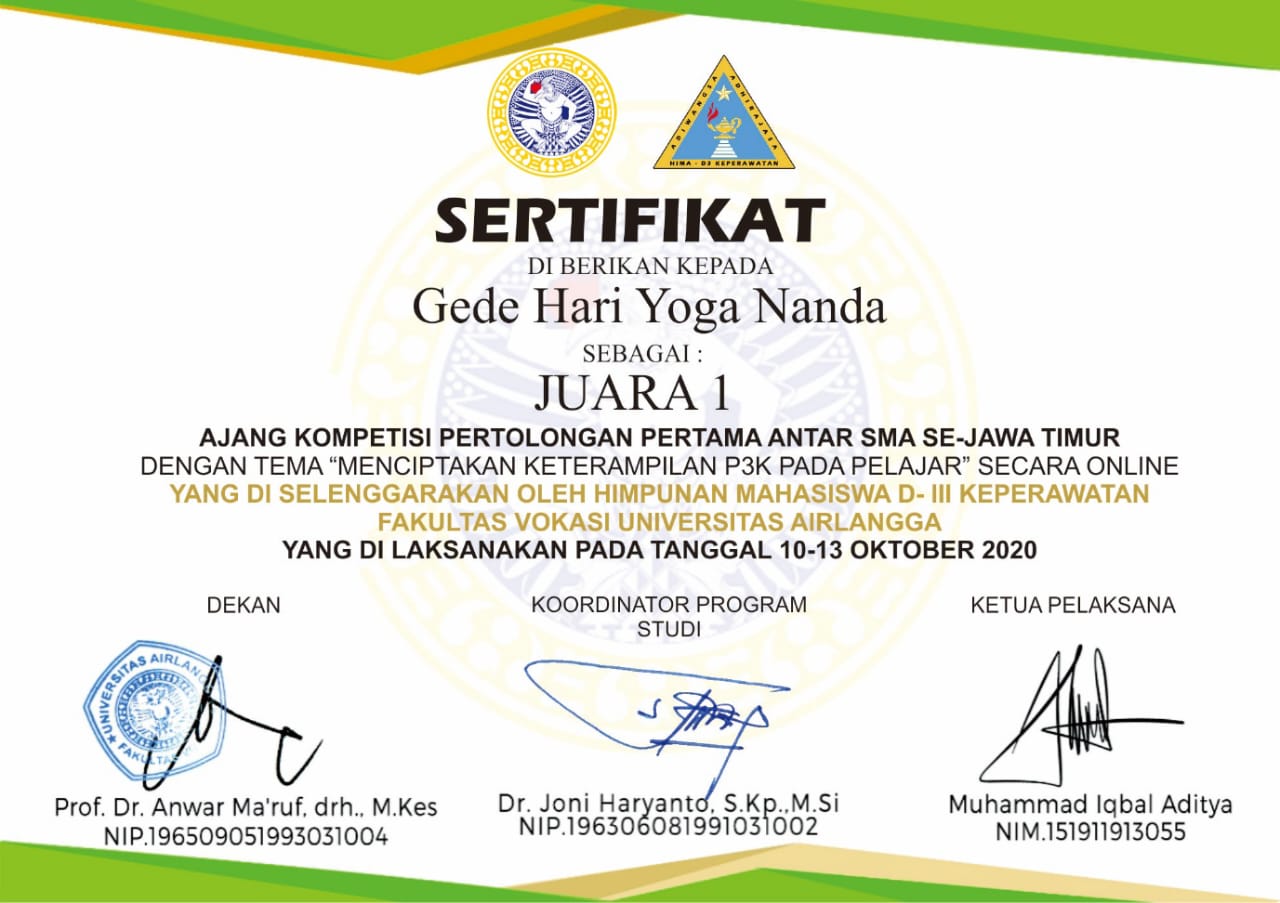 ADIWANGSA ADHIRAJASA
HIMA - D3 KEPERAWATAN
SERTIFIKAT
DI BERIKAN KEPADA
Gede Hari Yoga Nanda
SEBAGAI :
JUARA 1
AJANG KOMPETISI PERTOLONGAN PERTAMA ANTAR SMA SE-JAWA TIMUR
DENGAN TEMA “MENCIPTAKAN KETERAMPILAN P3K PADA PELAJAR” SECARA ONLINE
YANG DI SELENGGARAKAN OLEH HIMPUNAN MAHASISWA D- III KEPERAWATAN
FAKULTAS VOKASI UNIVERSITAS AIRLANGGA
YANG DI LAKSANAKAN PADA TANGGAL 10-13 OKTOBER 2020
DEKAN
KOORDINATOR PROGRAM
STUDI
KETUA PELAKSANA
UNIVERSITAS AIRLANG
FAKULTAS V
Prof. Dr. Anwar Ma'ruf, drh., M.Kes
NIP.196509051993031004
Dr. Joni Haryanto, S.Kp.,M.Si
NIP.196306081991031002
Muhammad Iqbal Aditya
NIM.151911913055